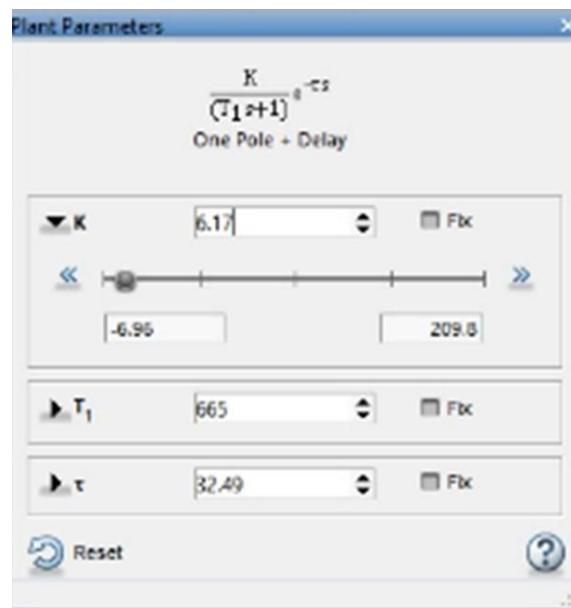 Plant Parameters
K
(T1s+1) e-τs
One Pole + Delay
K 6.17 Fix
-6.96 209.8
T1 665 Fix
τ 32.49 Fix
Reset
?